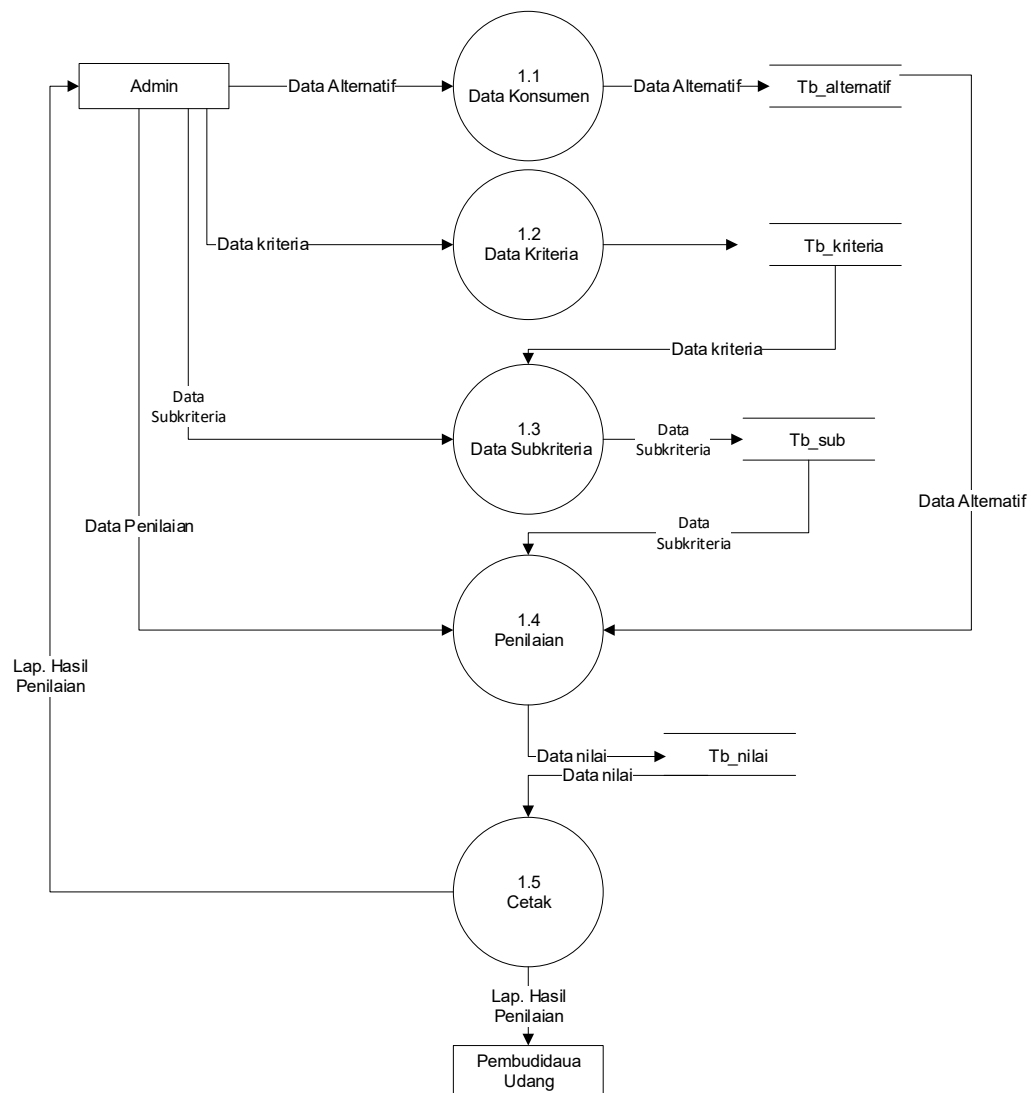 Admin
Data Alternatif
1.1
Data Konsumen
Data Alternatif
Tb_alternatif
Data kriteria
1.2
Data Kriteria
Tb_kriteria
Data kriteria
Data
Subkriteria
1.3
Data Subkriteria
Data
Subkriteria
Tb_sub
Data Penilaian
Data
Subkriteria
Data Alternatif
1.4
Penilaian
Lap. Hasil
Penilaian
Data nilai
Tb_nilai
Data nilai
1.5
Cetak
Lap. Hasil
Penilaian
Pembudidaua
Udang